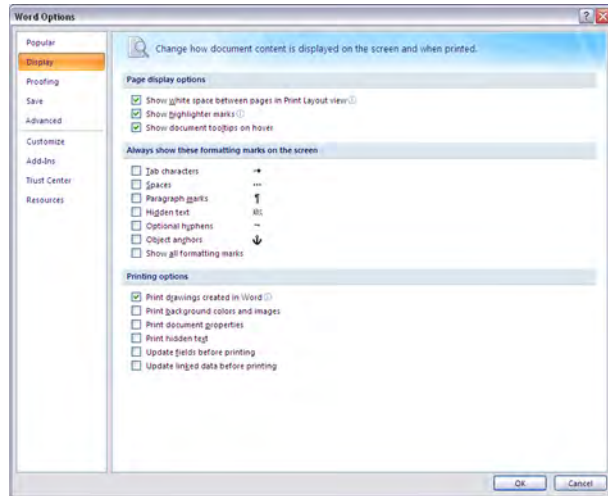 Word Options
Popular
Display
Proofing
Save
Advanced
Customize
Add-Ins
Trust Center
Resources
Change how document content is displayed on the screen and when printed.
Page display options
Show white space between pages in Print Layout view
Show highlighter marks
Show document tooltips on hover
Always show these formatting marks on the screen
Tab characters →
Spaces ···
Paragraph marks ¶
Hidden text abc
Optional hyphens ¬
Object anchors ⚓
Show all formatting marks
Printing options
Print drawings created in Word
Print background colors and images
Print document properties
Print hidden text
Update fields before printing
Update linked data before printing
OK Cancel